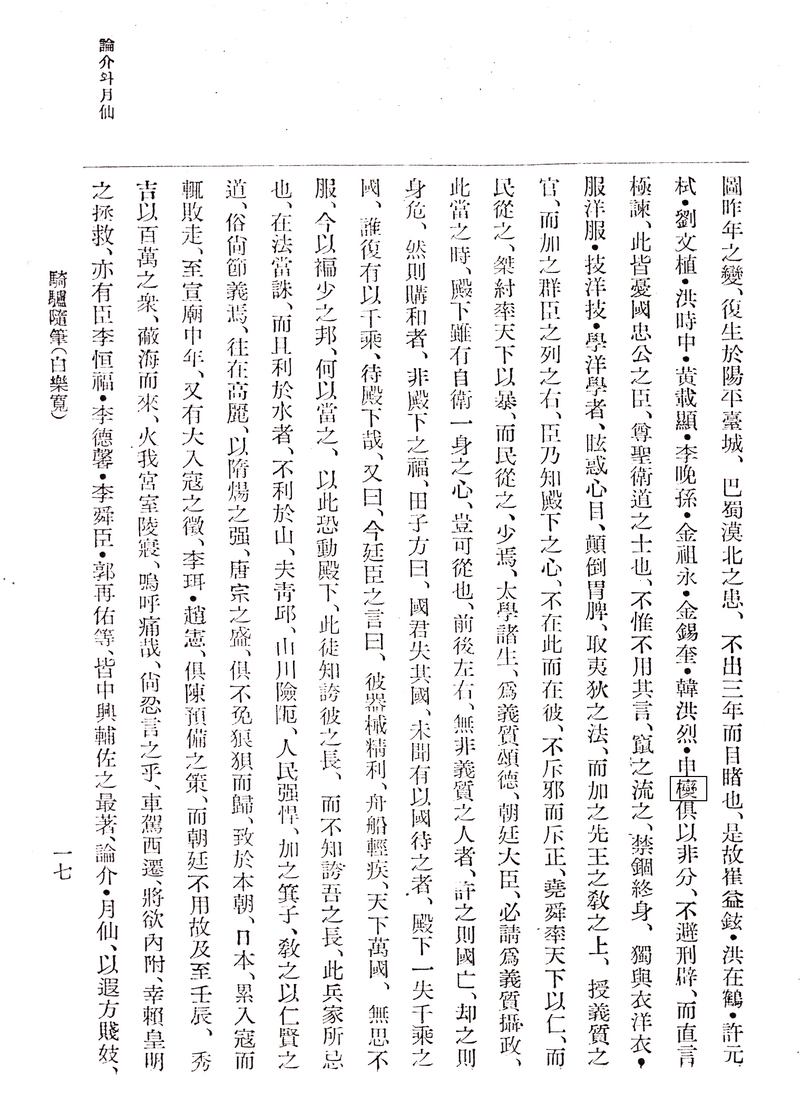 論介와月仙
圖昨年之變、復生於陽平臺城、巴蜀漠北之患、不出三年而目睹也、是故崔益鉉·洪在鶴·許元
栻·劉文植·洪時中·黃載顯·李晚孫·金祖永·金錫奎·韓洪烈·申㰌俱以非分、不避刑辟、而直言
極諫、此皆憂國忠公之臣、尊聖衛道之士也、不惟不用其言、竄之流之、禁錮終身、獨與衣洋衣·
服洋服·技洋技·學洋學者、眩惑心目、顚倒胃脾、取夷狄之法、而加之先王之敎之上、授義質之
官、而加之群臣之列之右、臣乃知殿下之心、不在此而在彼、不斥邪而斥正、堯舜率天下以仁、而
民從之、桀紂率天下以暴、而民從之、少焉、太學諸生、爲義質頌德、朝廷大臣、必請爲義質攝政、
此當之時、殿下雖有自衛一身之心、豈可從也、前後左右、無非義質之人者、許之則國亡、却之則
身危、然則購和者、非殿下之福、田子方曰、國君失其國、未聞有以國待之者、殿下一失千乘之
國、誰復有以千乘、待殿下哉、又曰、今廷臣之言曰、彼器械精利、舟船輕疾、天下萬國、無思不
服、今以褊少之邦、何以當之、以此恐動殿下、此徒知誇彼之長、而不知誇吾之長、此兵家所忌
也、在法當誅、而且利於水者、不利於山、夫靑邱、山川險阨、人民强悍、加之箕子、敎之以仁賢之
道、俗尙節義焉、往在高麗、以隋煬之强、唐宗之盛、俱不免狼狽而歸、致於本朝、日本、累入寇而
輒敗走、至宣廟中年、又有大入寇之徵、李珥·趙憲、俱陳預備之策、而朝廷不用故及至壬辰、秀
吉以百萬之衆、蔽海而來、火我宮室陵寢、嗚呼痛哉、尙忍言之乎、車駕西遷、將欲內附、幸賴皇明
之拯救、亦有臣李恒福·李德馨·李舜臣·郭再佑等、皆中興輔佐之最著、論介·月仙、以遐方賤妓、
騎驢隨筆(白樂寬)
一七